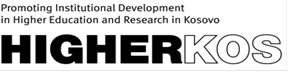 Promoting Institutional Development
in Higher Education and Research in Kosovo
HIGHERKOS